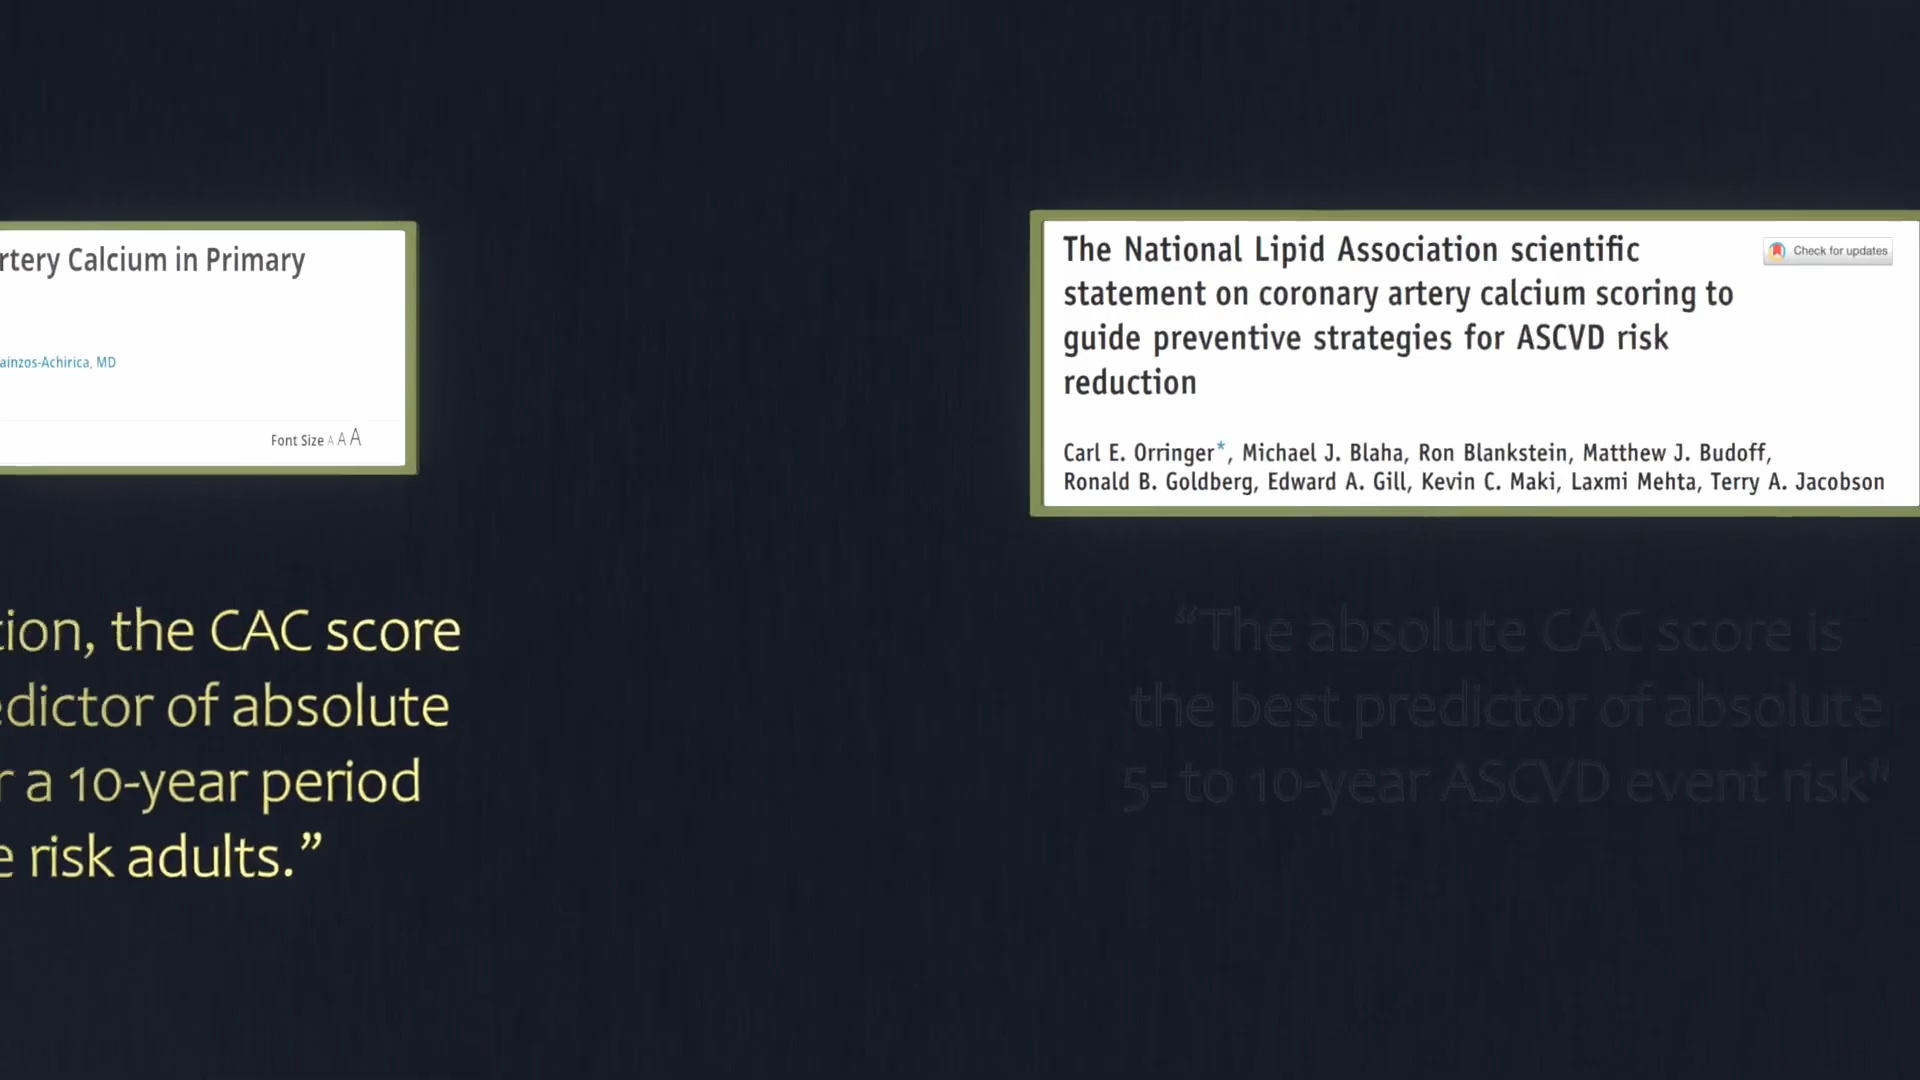 rtery Calcium in Primary
ainzos-Achirica, MD
Font Size A A A
tion, the CAC score
edictor of absolute
r a 10-year period
e risk adults.”
The National Lipid Association scientific
statement on coronary artery calcium scoring to
guide preventive strategies for ASCVD risk
reduction
Check for updates
Carl E. Orringer*, Michael J. Blaha, Ron Blankstein, Matthew J. Budoff,
Ronald B. Goldberg, Edward A. Gill, Kevin C. Maki, Laxmi Mehta, Terry A. Jacobson
“The absolute CAC score is
the best predictor of absolute
5- to 10-year ASCVD event risk"